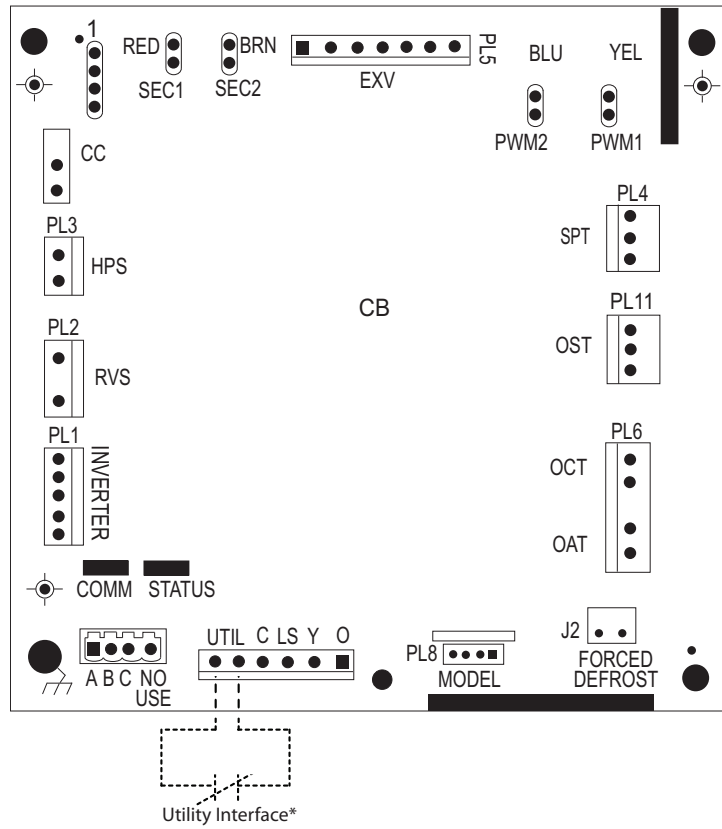 1
RED
BRN
PL5
BLU
YEL
SEC1
SEC2
EXV
PWM2
PWM1
CC
PL4
SPT
PL3
HPS
PL11
CB
OST
PL2
RVS
PL1
INVERTER
PL6
OCT
OAT
COMM
STATUS
UTIL C LS Y O
J2
PL8
A B C NO
USE
MODEL
FORCED
DEFROST
Utility Interface*